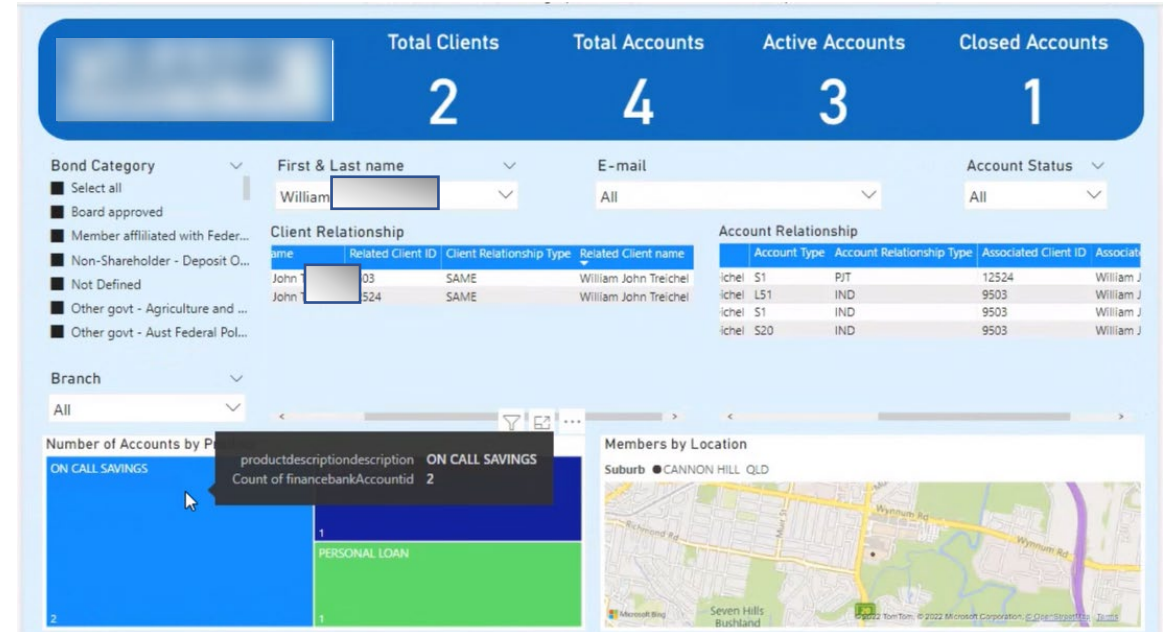 Total Clients
Total Accounts
Active Accounts
Closed Accounts
2
4
3
1
Bond Category
Select all
Board approved
Member affliliated with Feder...
Non-Shareholder - Deposit O...
Not Defined
Other govt - Agriculture and ...
Other govt - Aust Federal Pol...
Branch
All
First & Last name
William
E-mail
All
Account Status
All
Client Relationship
ame Related Client ID Client Relationship Type Related Client name
John 03 SAME William John Treichel
John 524 SAME William John Treichel
Account Relationship
Account Type Account Relationship Type Associated Client ID Associat
ichel S1 PJT 12524 William J
ichel L51 IND 9503 William J
ichel S1 IND 9503 William J
ichel S20 IND 9503 William J
Number of Accounts by
ON CALL SAVINGS
2
productdescriptiondescription ON CALL SAVINGS
Count of financebankAccountid 2
1
PERSONAL LOAN
1
Members by Location
Suburb CANNON HILL QLD
Richmond Rd
Muir St
Wynnum Rd
Wynnum Rd
Seven Hills
Bushland
20
Microsoft Bing
©2022 TomTom, © 2022 Microsoft Corporation, © OpenStreetMap Terms